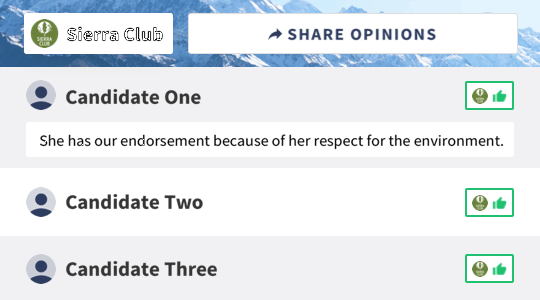 Sierra Club
SHARE OPINIONS
Candidate One
She has our endorsement because of her respect for the environment.
Candidate Two
Candidate Three